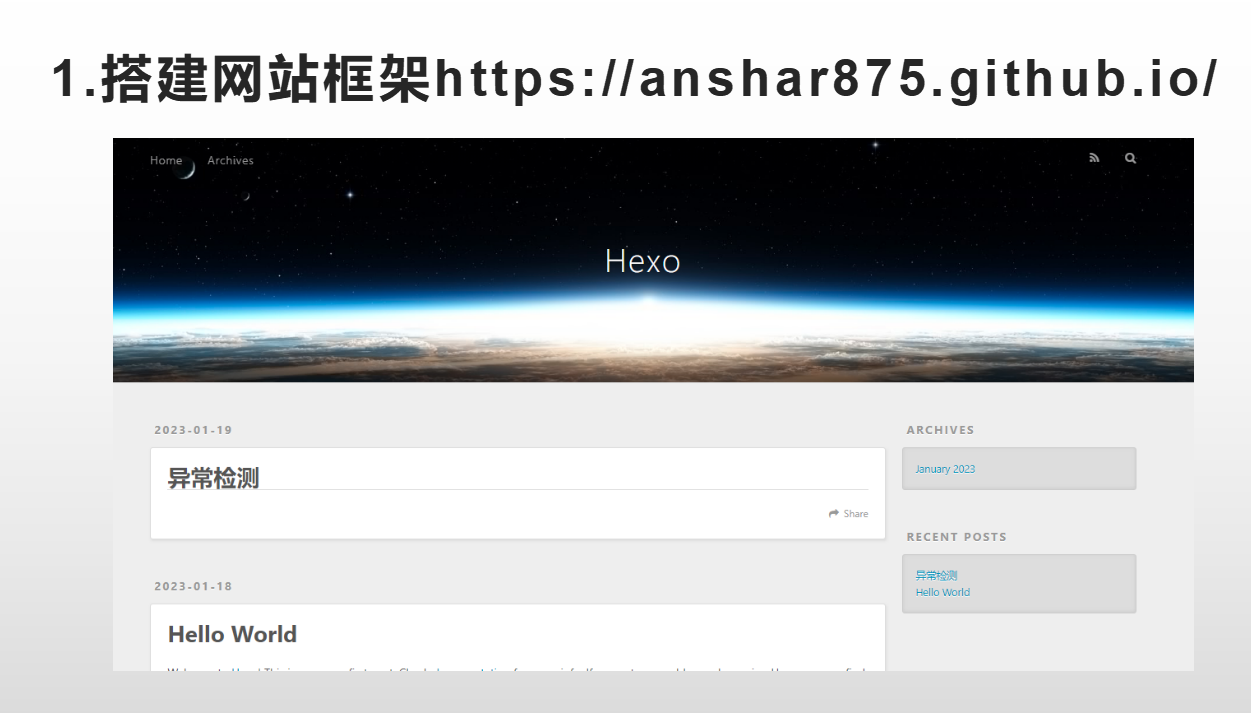 1.搭建网站框架https://anshar875.github.io/
Home Archives
Hexo
2023-01-19
异常检测
Share
2023-01-18
Hello World
ARCHIVES
January 2023
RECENT POSTS
异常检测
Hello World